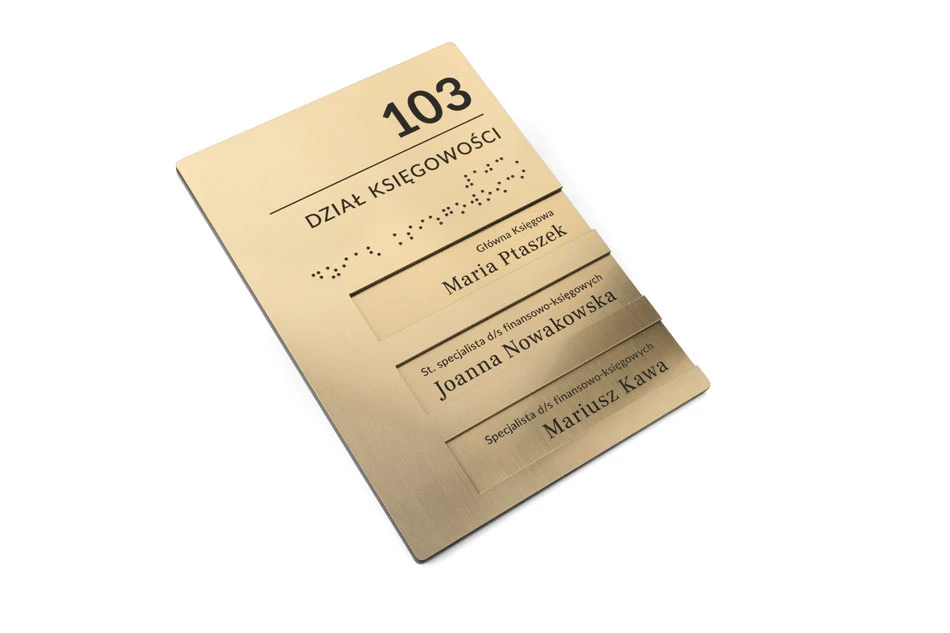 103
DZIAŁ KSIĘGOWOŚCI
Główna Księgowa
Maria Ptaszek
St. specjalista d/s finansowo-księgowych
Joanna Nowakowska
Specjalista d/s finansowo-księgowych
Mariusz Kawa